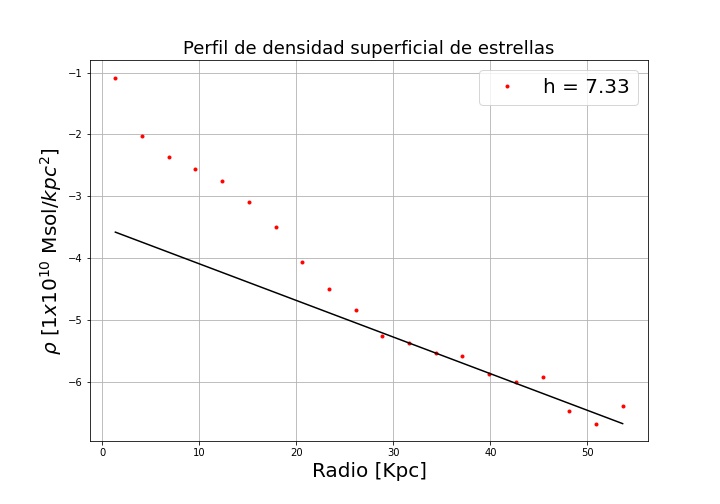 Perfil de densidad superficial de estrellas
h = 7.33
−1
−2
−3
−4
−5
−6
ρ [1x10¹⁰ Msol/kpc²]
0 10 20 30 40 50
Radio [Kpc]